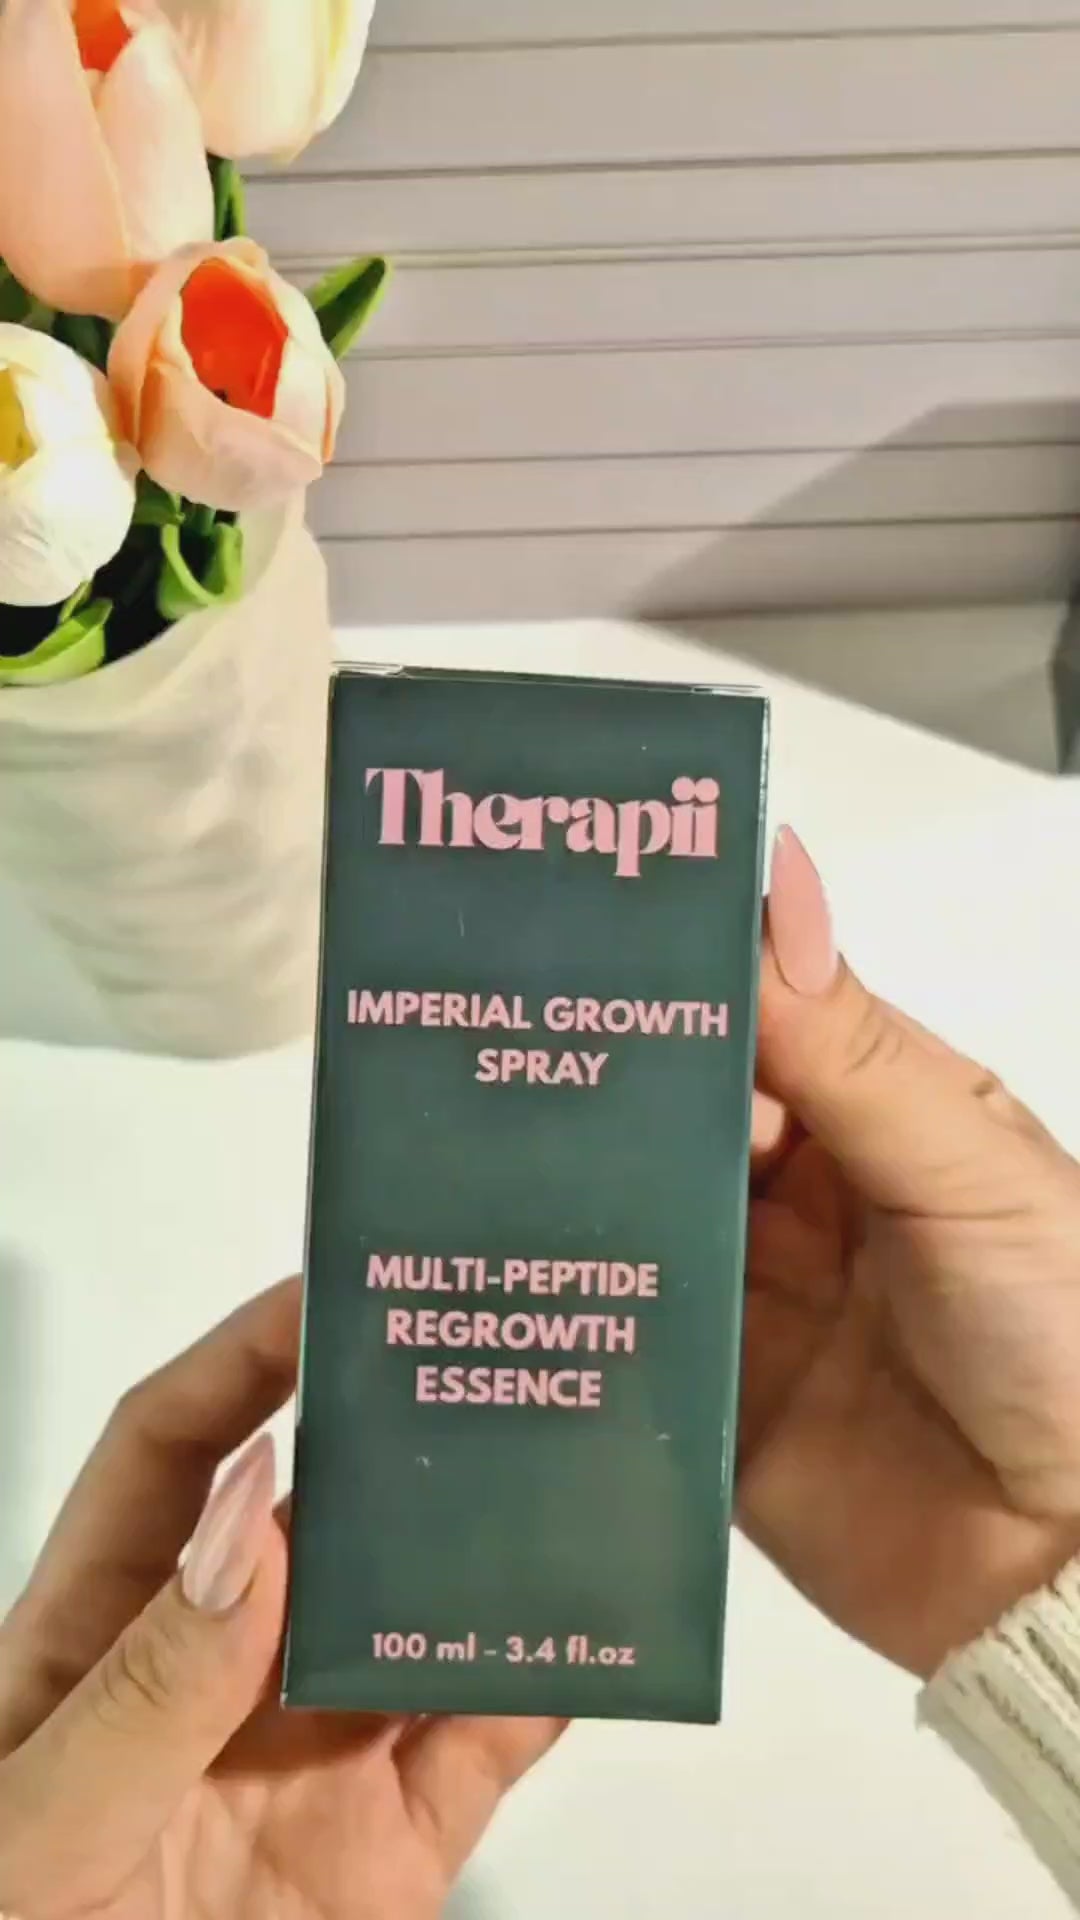 Therapii
IMPERIAL GROWTH
SPRAY
MULTI-PEPTIDE
REGROWTH
ESSENCE
100 ml - 3.4 fl.oz